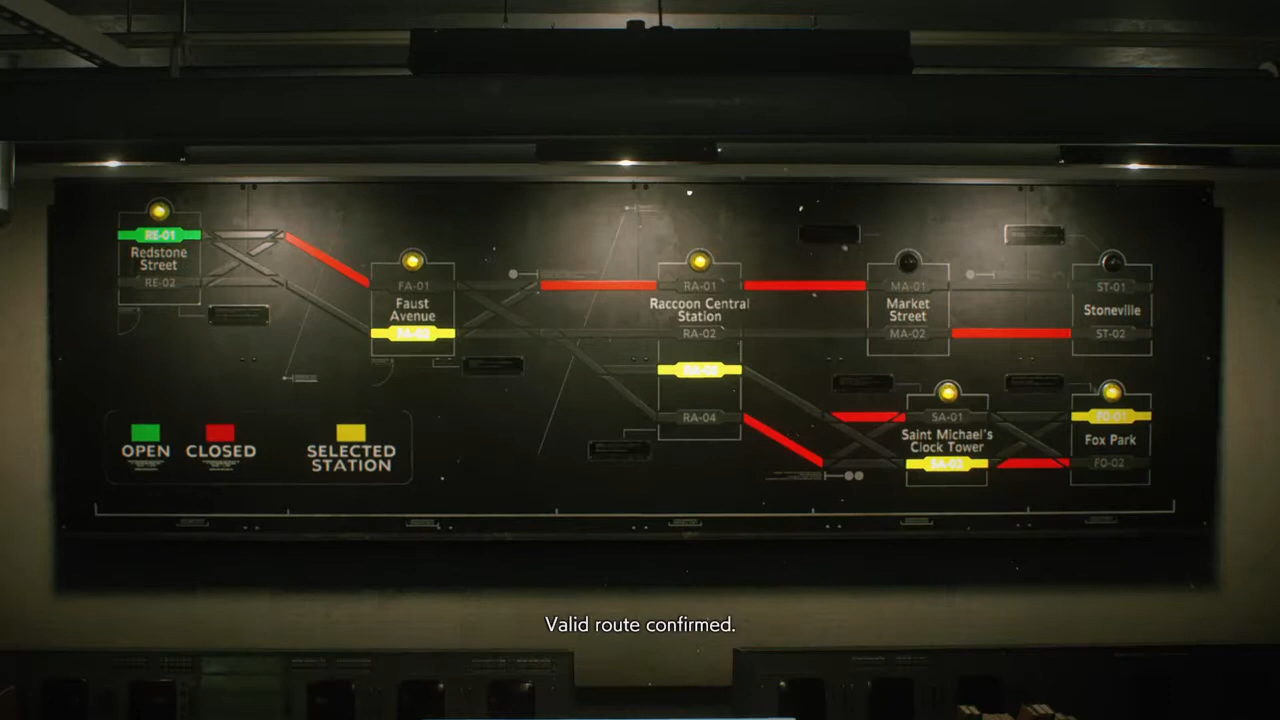 RE-01
Redstone
Street
RE-02
FA-01
Faust
Avenue
FA-02
RA-01
Raccoon Central
Station
RA-02
RA-03
RA-04
MA-01
Market
Street
MA-02
ST-01
Stoneville
ST-02
SA-01
Saint Michael's
Clock Tower
SA-02
FO-01
Fox Park
FO-02
OPEN
CLOSED
SELECTED
STATION
Valid route confirmed.